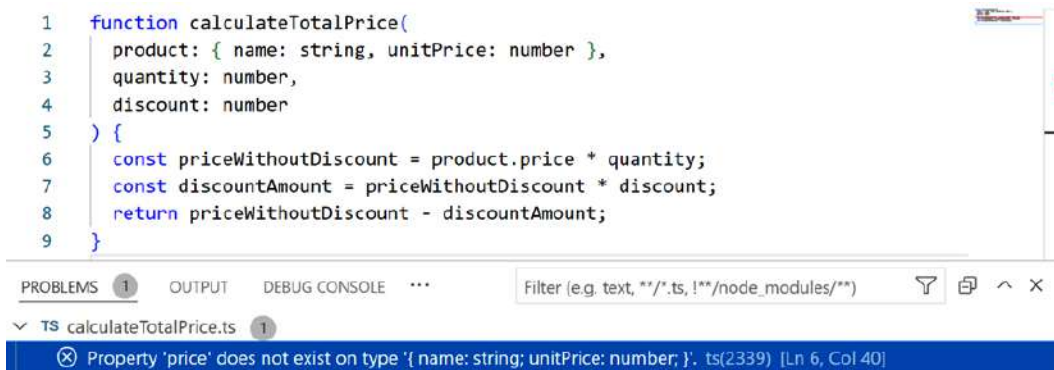 1 function calculateTotalPrice(
2 product: { name: string, unitPrice: number },
3 quantity: number,
4 discount: number
5 ) {
6 const priceWithoutDiscount = product.price * quantity;
7 const discountAmount = priceWithoutDiscount * discount;
8 return priceWithoutDiscount - discountAmount;
9 }
PROBLEMS 1 OUTPUT DEBUG CONSOLE ··· Filter (e.g. text, **/*.ts, !**/node_modules/**)
TS calculateTotalPrice.ts 1
Property 'price' does not exist on type '{ name: string; unitPrice: number; }'. ts(2339) [Ln 6, Col 40]